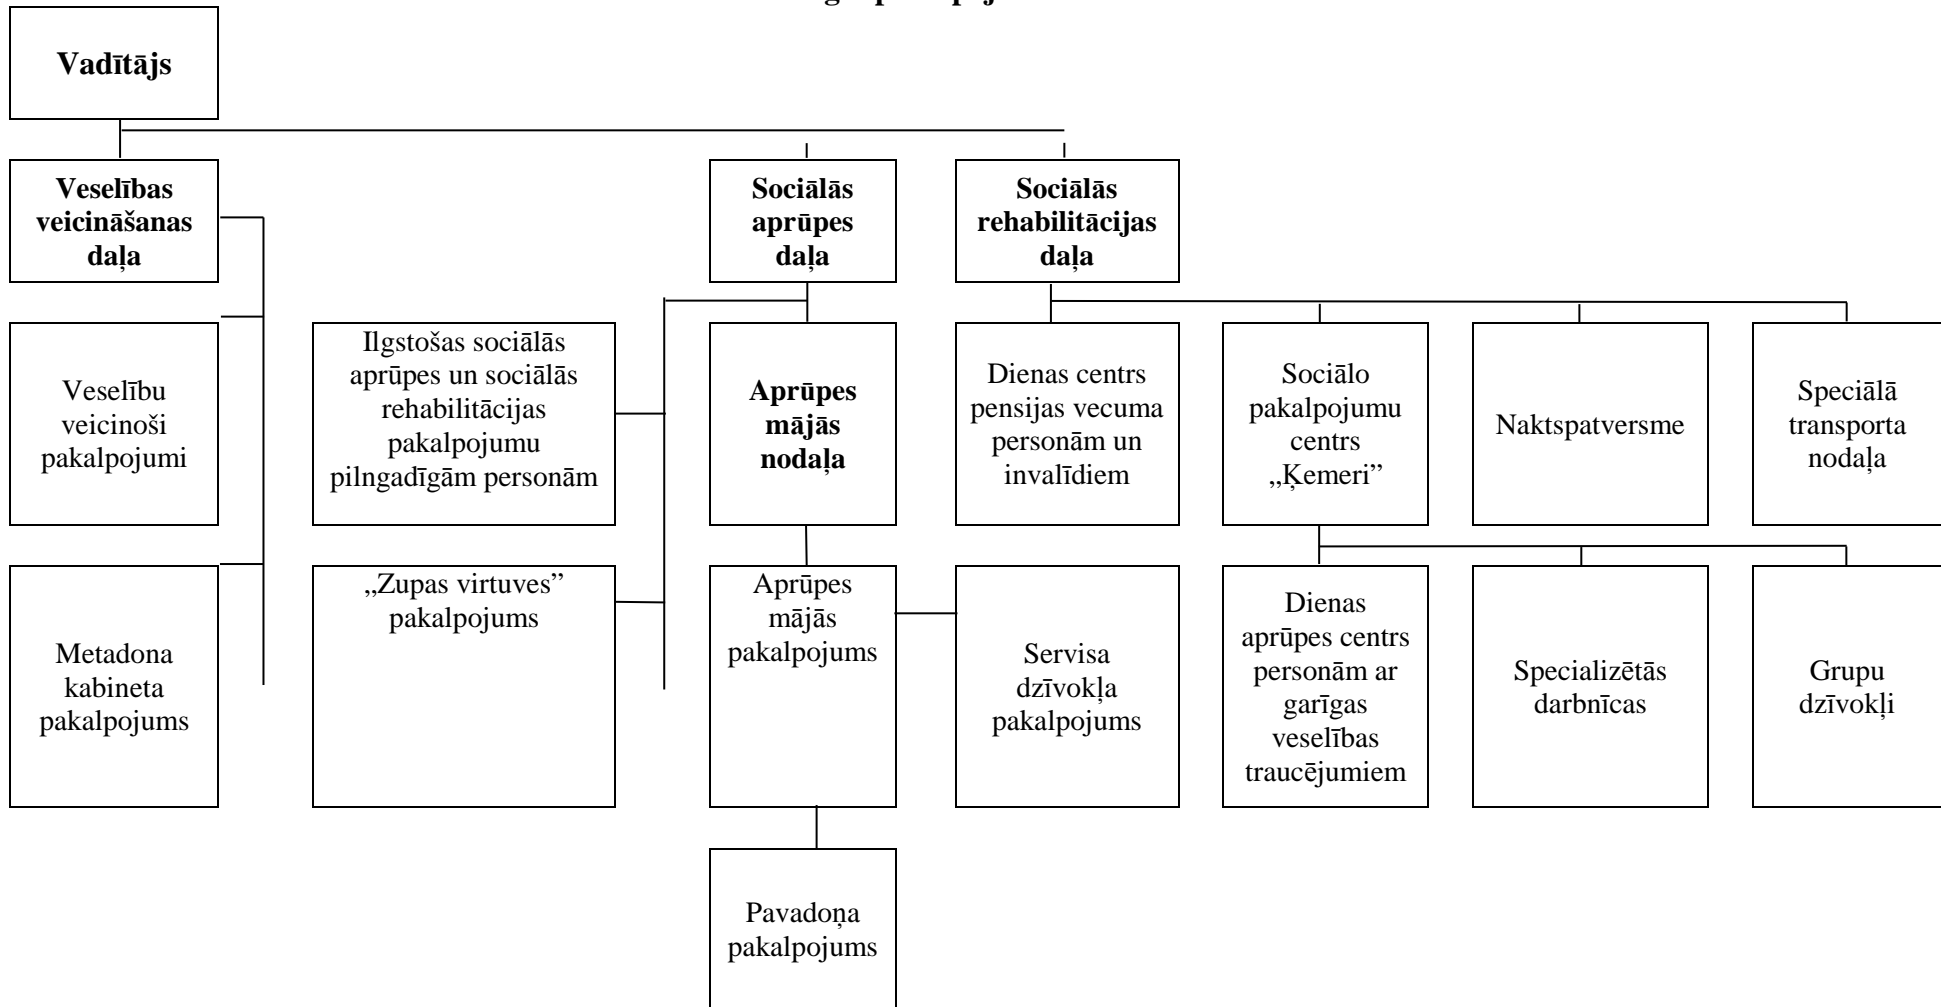 Vadītājs
Veselības
veicināšanas
daļa
Sociālās
aprūpes
daļa
Sociālās
rehabilitācijas
daļa
Veselību
veicinoši
pakalpojumi
Ilgstošas sociālās
aprūpes un sociālās
rehabilitācijas
pakalpojumu
pilngadīgām personām
Aprūpes
mājās
nodaļa
Dienas centrs
pensijas vecuma
personām un
invalīdiem
Sociālo
pakalpojumu
centrs
„Ķemeri”
Naktspatversme
Speciālā
transporta
nodaļa
Metadona
kabineta
pakalpojums
„Zupas virtuves”
pakalpojums
Aprūpes
mājās
pakalpojums
Servisa
dzīvokļa
pakalpojums
Dienas
aprūpes centrs
personām ar
garīgas
veselības
traucējumiem
Specializētās
darbnīcas
Grupu
dzīvokļi
Pavadoņa
pakalpojums